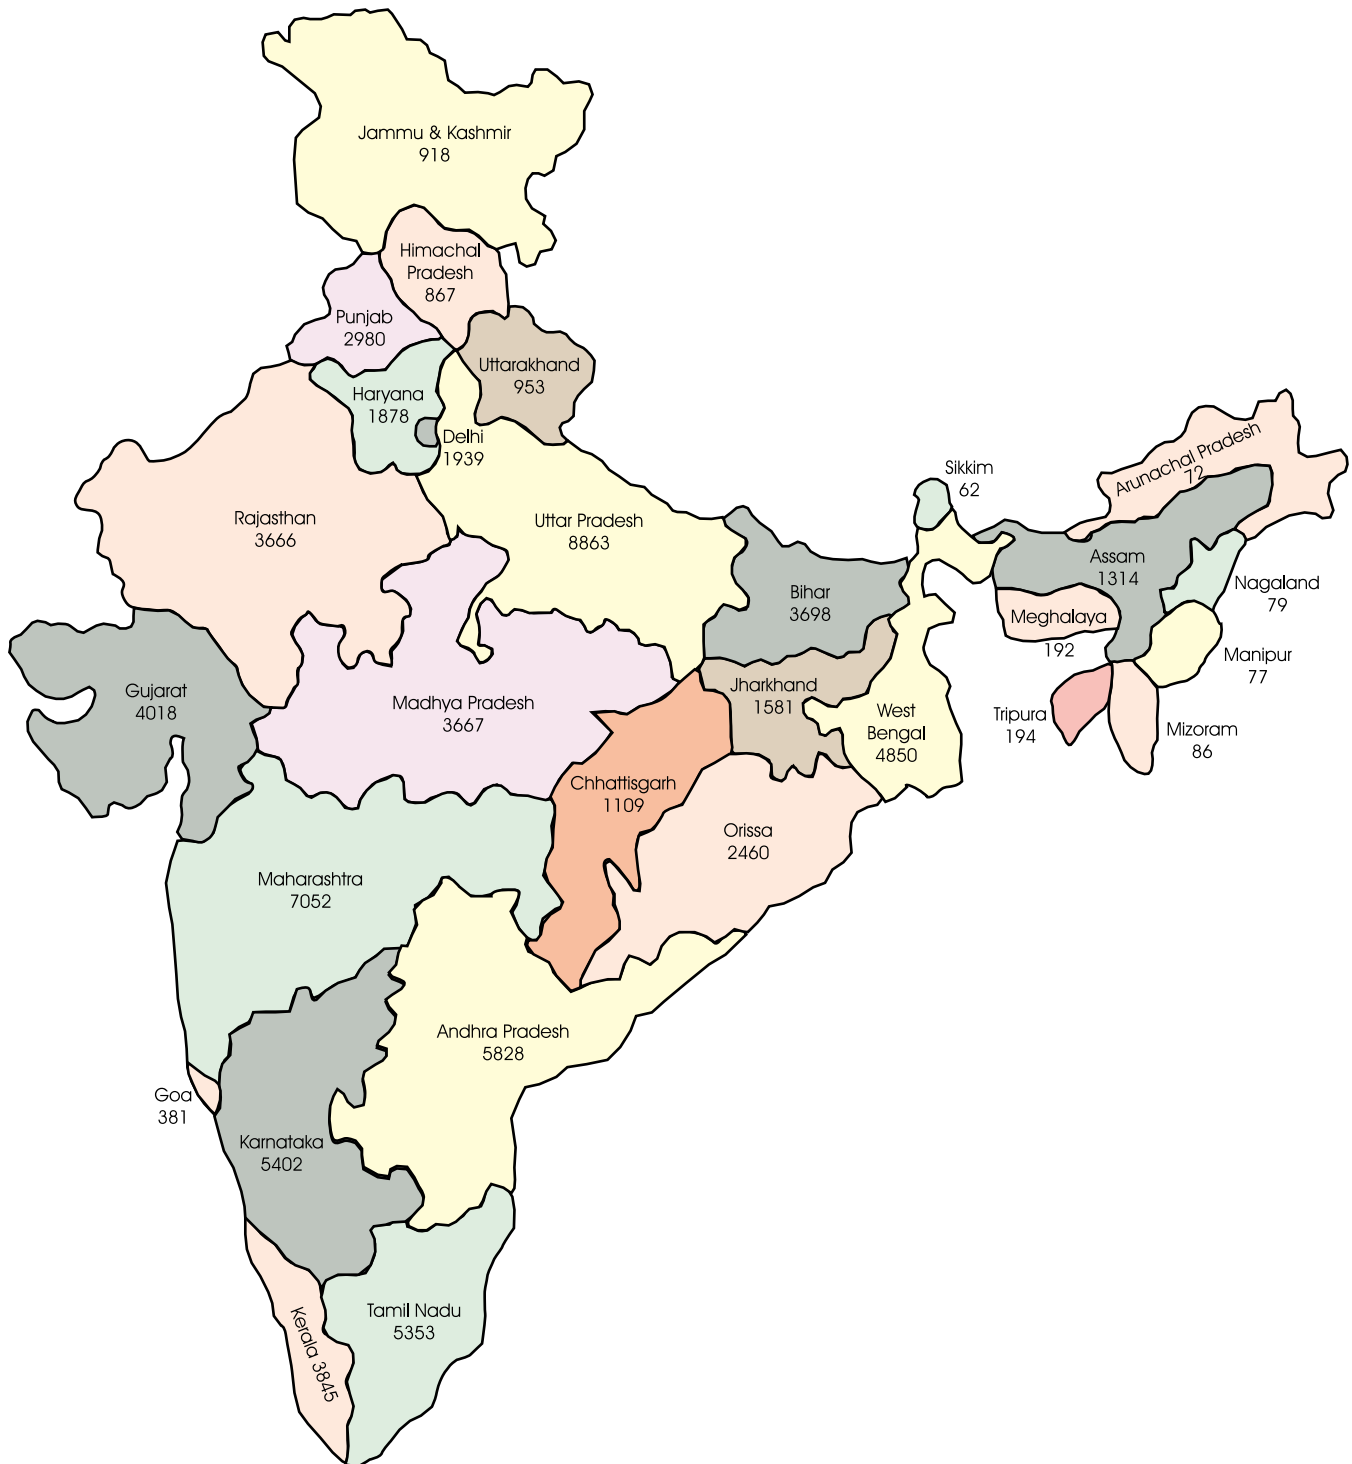 Jammu & Kashmir
918
Himachal
Pradesh
867
Punjab
2980
Uttarakhand
953
Haryana
1878
Delhi
1939
Arunachal Pradesh
72
Sikkim
62
Rajasthan
3666
Uttar Pradesh
8863
Assam
1314
Nagaland
79
Bihar
3698
Meghalaya
192
Manipur
77
Gujarat
4018
Madhya Pradesh
3667
Jharkhand
1581
West
Bengal
4850
Tripura
194
Mizoram
86
Chhattisgarh
1109
Orissa
2460
Maharashtra
7052
Andhra Pradesh
5828
Goa
381
Karnataka
5402
Tamil Nadu
5353
Kerala 3845